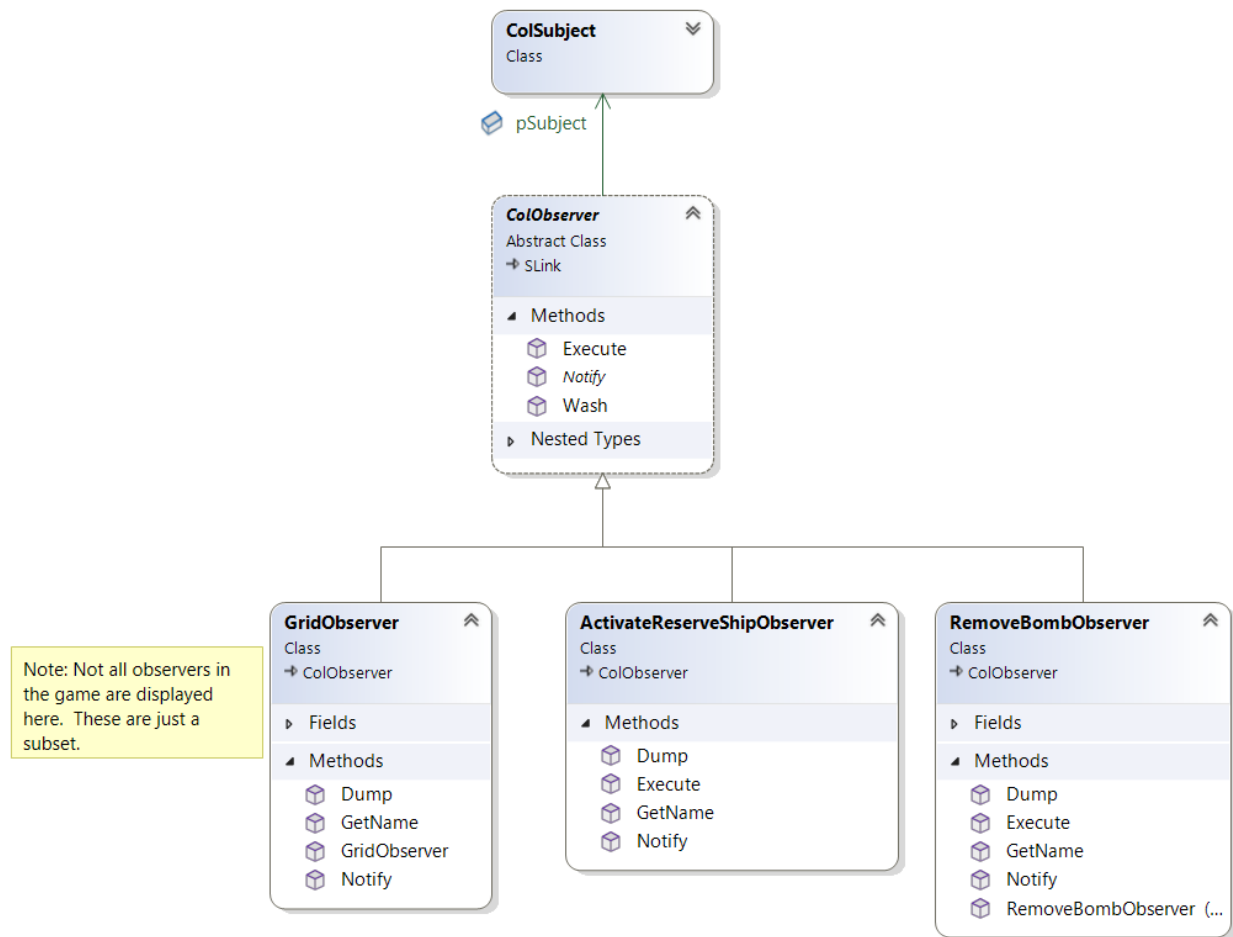 ColSubject
Class
pSubject
ColObserver
Abstract Class
SLink
Methods
Execute
Notify
Wash
Nested Types
GridObserver
Class
ColObserver
Fields
Methods
Dump
GetName
GridObserver
Notify
ActivateReserveShipObserver
Class
ColObserver
Methods
Dump
Execute
GetName
Notify
RemoveBombObserver
Class
ColObserver
Fields
Methods
Dump
Execute
GetName
Notify
RemoveBombObserver (...
Note: Not all observers in
the game are displayed
here. These are just a
subset.